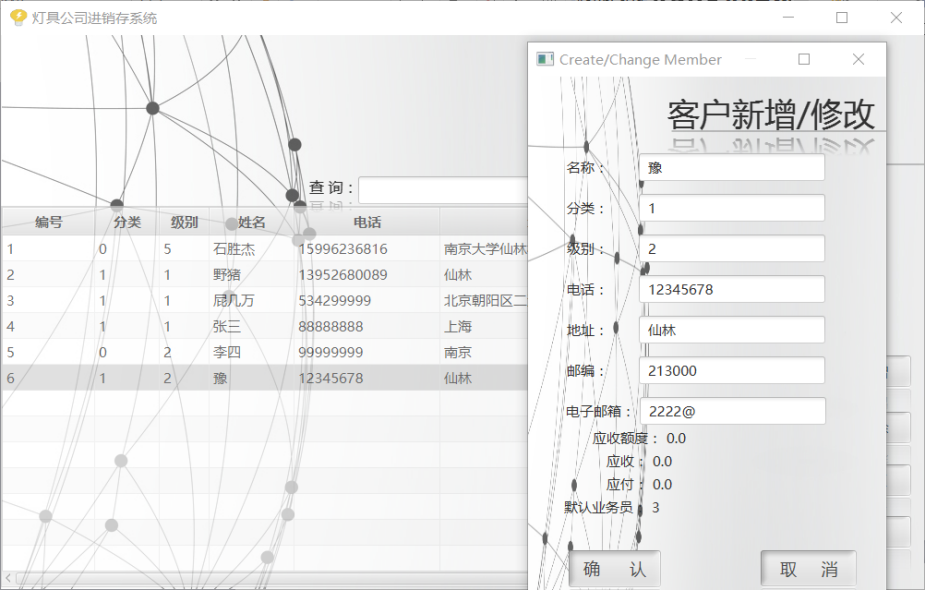 灯具公司进销存系统
查 询：
编号 分类 级别 姓名 电话
1 0 5 石胜杰 15996236816 南京大学仙林
2 1 1 野猪 13952680089 仙林
3 1 1 尼几万 534299999 北京朝阳区二
4 1 1 张三 88888888 上海
5 0 2 李四 99999999 南京
6 1 2 豫 12345678 仙林
Create/Change Member
客户新增/修改
名称： 豫
分类： 1
级别： 2
电话： 12345678
地址： 仙林
邮编： 213000
电子邮箱： 2222@
应收额度： 0.0
应收： 0.0
应付： 0.0
默认业务员： 3
确 认 取 消